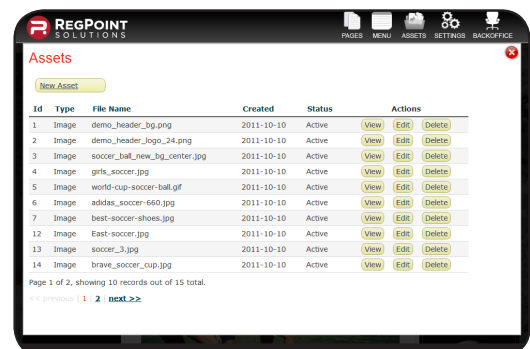 REGPOINT
SOLUTIONS
PAGES MENU ASSETS SETTINGS BACKOFFICE
Assets
New Asset
Id Type File Name Created Status Actions
1 Image demo_header_bg.png 2011-10-10 Active View Edit Delete
2 Image demo_header_logo_24.png 2011-10-10 Active View Edit Delete
3 Image soccer_ball_new_bg_center.jpg 2011-10-10 Active View Edit Delete
4 Image girls_soccer.jpg 2011-10-10 Active View Edit Delete
5 Image world-cup-soccer-ball.gif 2011-10-10 Active View Edit Delete
6 Image adidas_soccer-660.jpg 2011-10-10 Active View Edit Delete
7 Image best-soccer-shoes.jpg 2011-10-10 Active View Edit Delete
12 Image East-soccer.jpg 2011-10-10 Active View Edit Delete
13 Image soccer_3.jpg 2011-10-10 Active View Edit Delete
14 Image brave_soccer_cup.jpg 2011-10-10 Active View Edit Delete
Page 1 of 2, showing 10 records out of 15 total.
<< previous | 1 | 2 | next >>